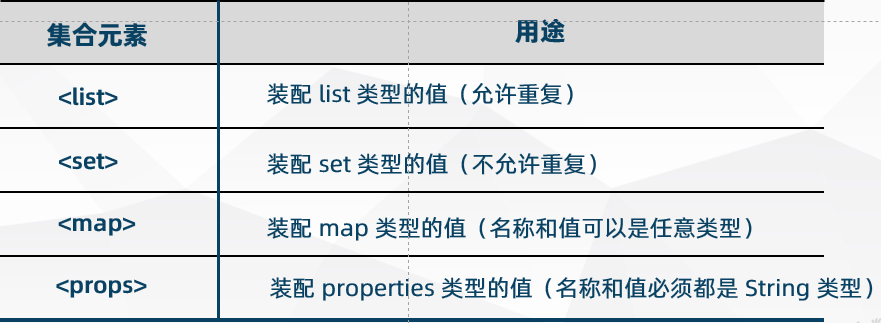 集合元素 用途
<list> 装配 list 类型的值（允许重复）
<set> 装配 set 类型的值（不允许重复）
<map> 装配 map 类型的值（名称和值可以是任意类型）
<props> 装配 properties 类型的值（名称和值必须都是 String 类型）